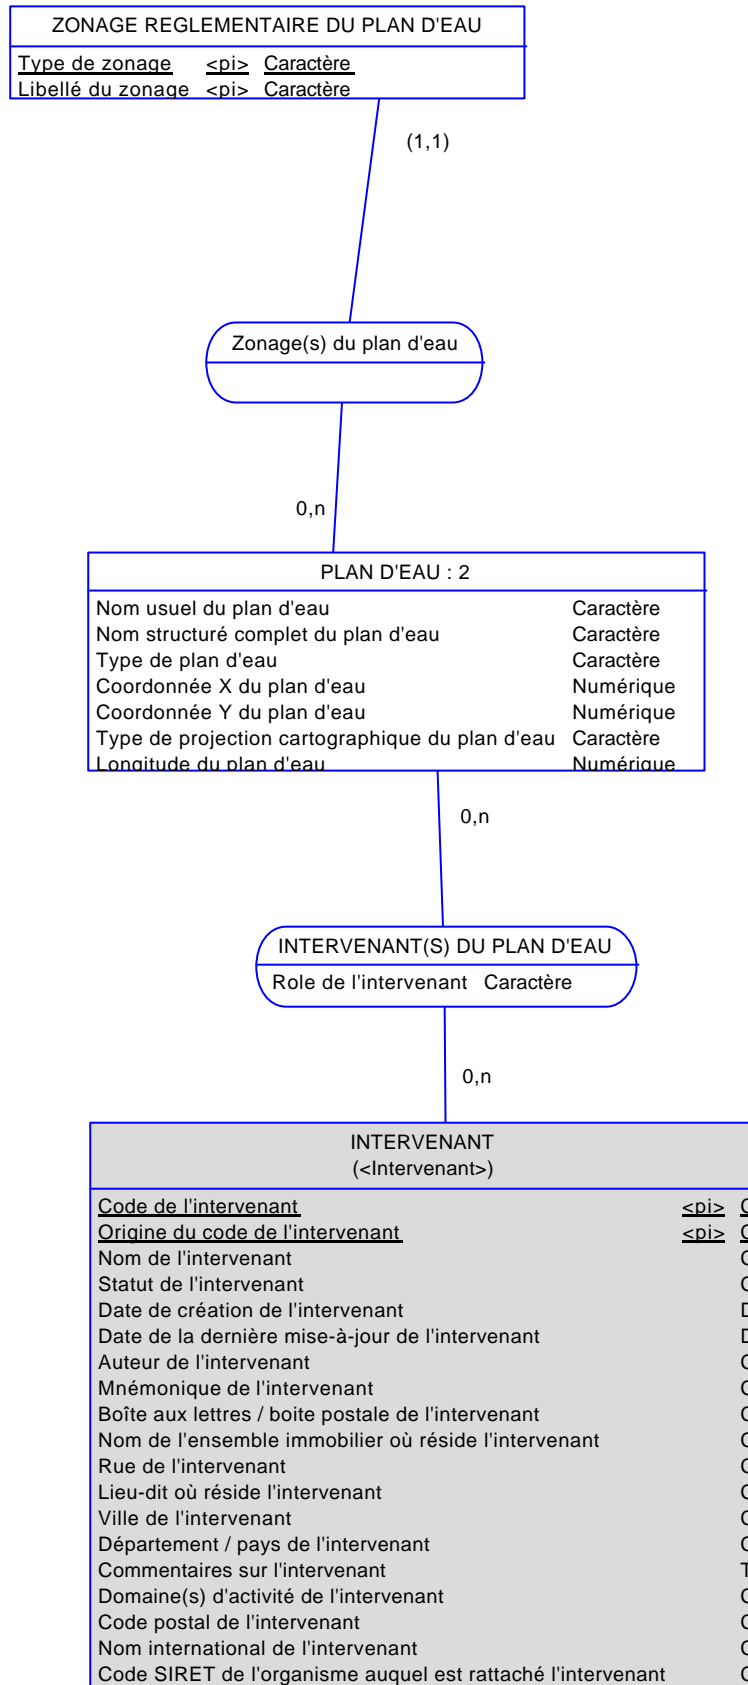 ZONAGE REGLEMENTAIRE DU PLAN D'EAU
Type de zonage <pi> Caractère
Libellé du zonage <pi> Caractère
(1,1)
Zonage(s) du plan d'eau
0,n
PLAN D'EAU : 2
Nom usuel du plan d'eau Caractère
Nom structuré complet du plan d'eau Caractère
Type de plan d'eau Caractère
Coordonnée X du plan d'eau Numérique
Coordonnée Y du plan d'eau Numérique
Type de projection cartographique du plan d'eau Caractère
Longitude du plan d'eau Numérique
0,n
INTERVENANT(S) DU PLAN D'EAU
Role de l'intervenant Caractère
0,n
INTERVENANT
(<Intervenant>)
Code de l'intervenant <pi>
Origine du code de l'intervenant <pi>
Nom de l'intervenant
Statut de l'intervenant
Date de création de l'intervenant
Date de la dernière mise-à-jour de l'intervenant
Auteur de l'intervenant
Mnémonique de l'intervenant
Boîte aux lettres / boite postale de l'intervenant
Nom de l'ensemble immobilier où réside l'intervenant
Rue de l'intervenant
Lieu-dit où réside l'intervenant
Ville de l'intervenant
Département / pays de l'intervenant
Commentaires sur l'intervenant
Domaine(s) d'activité de l'intervenant
Code postal de l'intervenant
Nom international de l'intervenant
Code SIRET de l'organisme auquel est rattaché l'intervenant